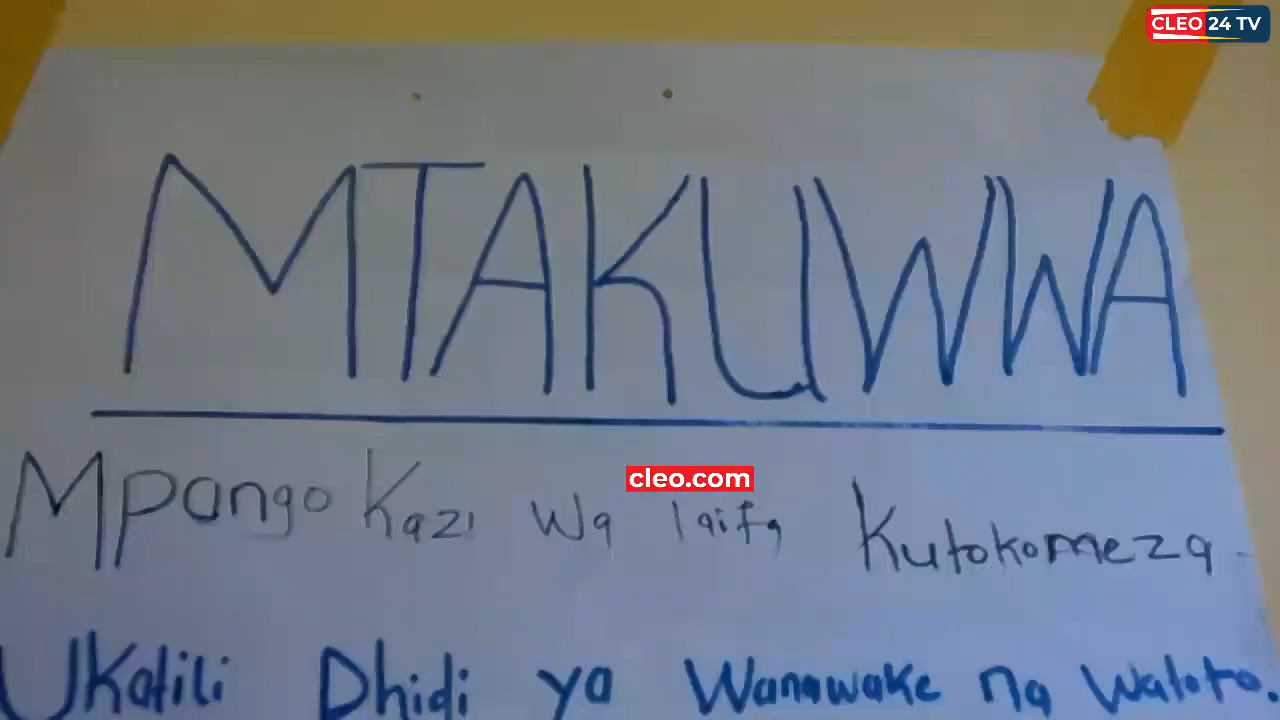 CLEO 24 TV
MTAKUWWA
Mpango Kazi wa Taifa Kutokomeza
cleo.com
Ukatili Dhidi ya Wanawake na Watoto.